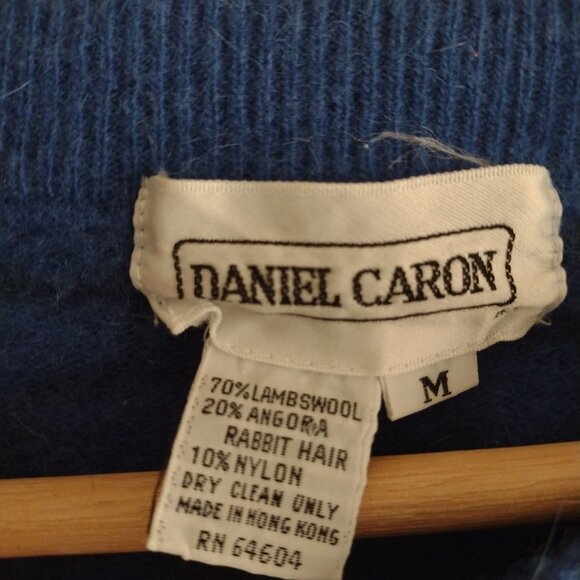 DANIEL CARON
M
70% LAMBSWOOL
20% ANGORA
RABBIT HAIR
10% NYLON
DRY CLEAN ONLY
MADE IN HONG KONG
RN 64604